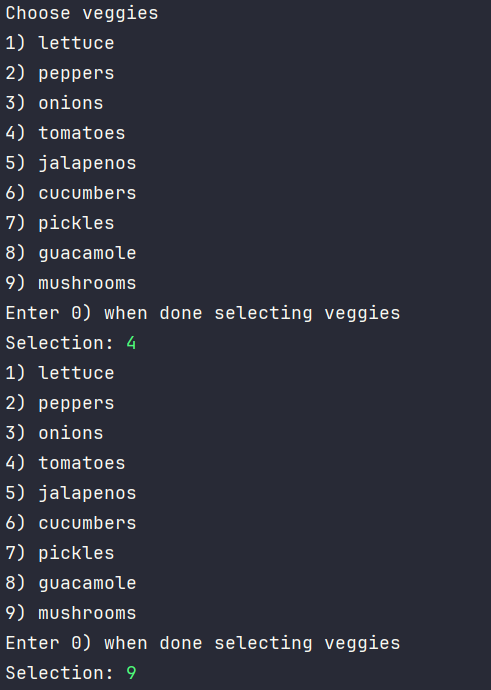 Choose veggies
1) lettuce
2) peppers
3) onions
4) tomatoes
5) jalapenos
6) cucumbers
7) pickles
8) guacamole
9) mushrooms
Enter 0) when done selecting veggies
Selection: 4
1) lettuce
2) peppers
3) onions
4) tomatoes
5) jalapenos
6) cucumbers
7) pickles
8) guacamole
9) mushrooms
Enter 0) when done selecting veggies
Selection: 9